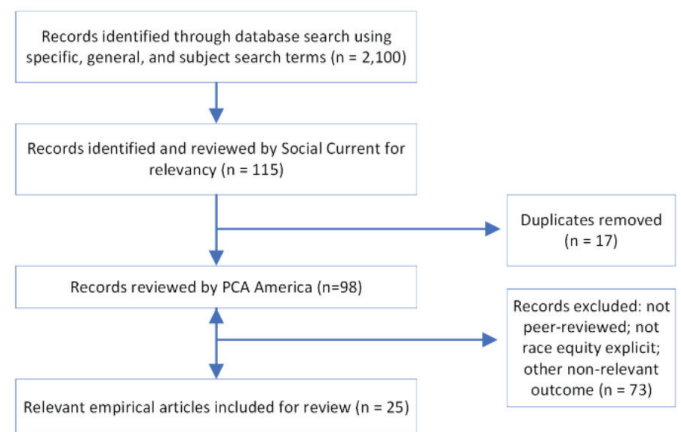 Records identified through database search using
specific, general, and subject search terms (n = 2,100)
Records identified and reviewed by Social Current for
relevancy (n = 115)
Duplicates removed
(n = 17)
Records reviewed by PCA America (n=98)
Records excluded: not
peer-reviewed; not
race equity explicit;
other non-relevant
outcome (n = 73)
Relevant empirical articles included for review (n = 25)